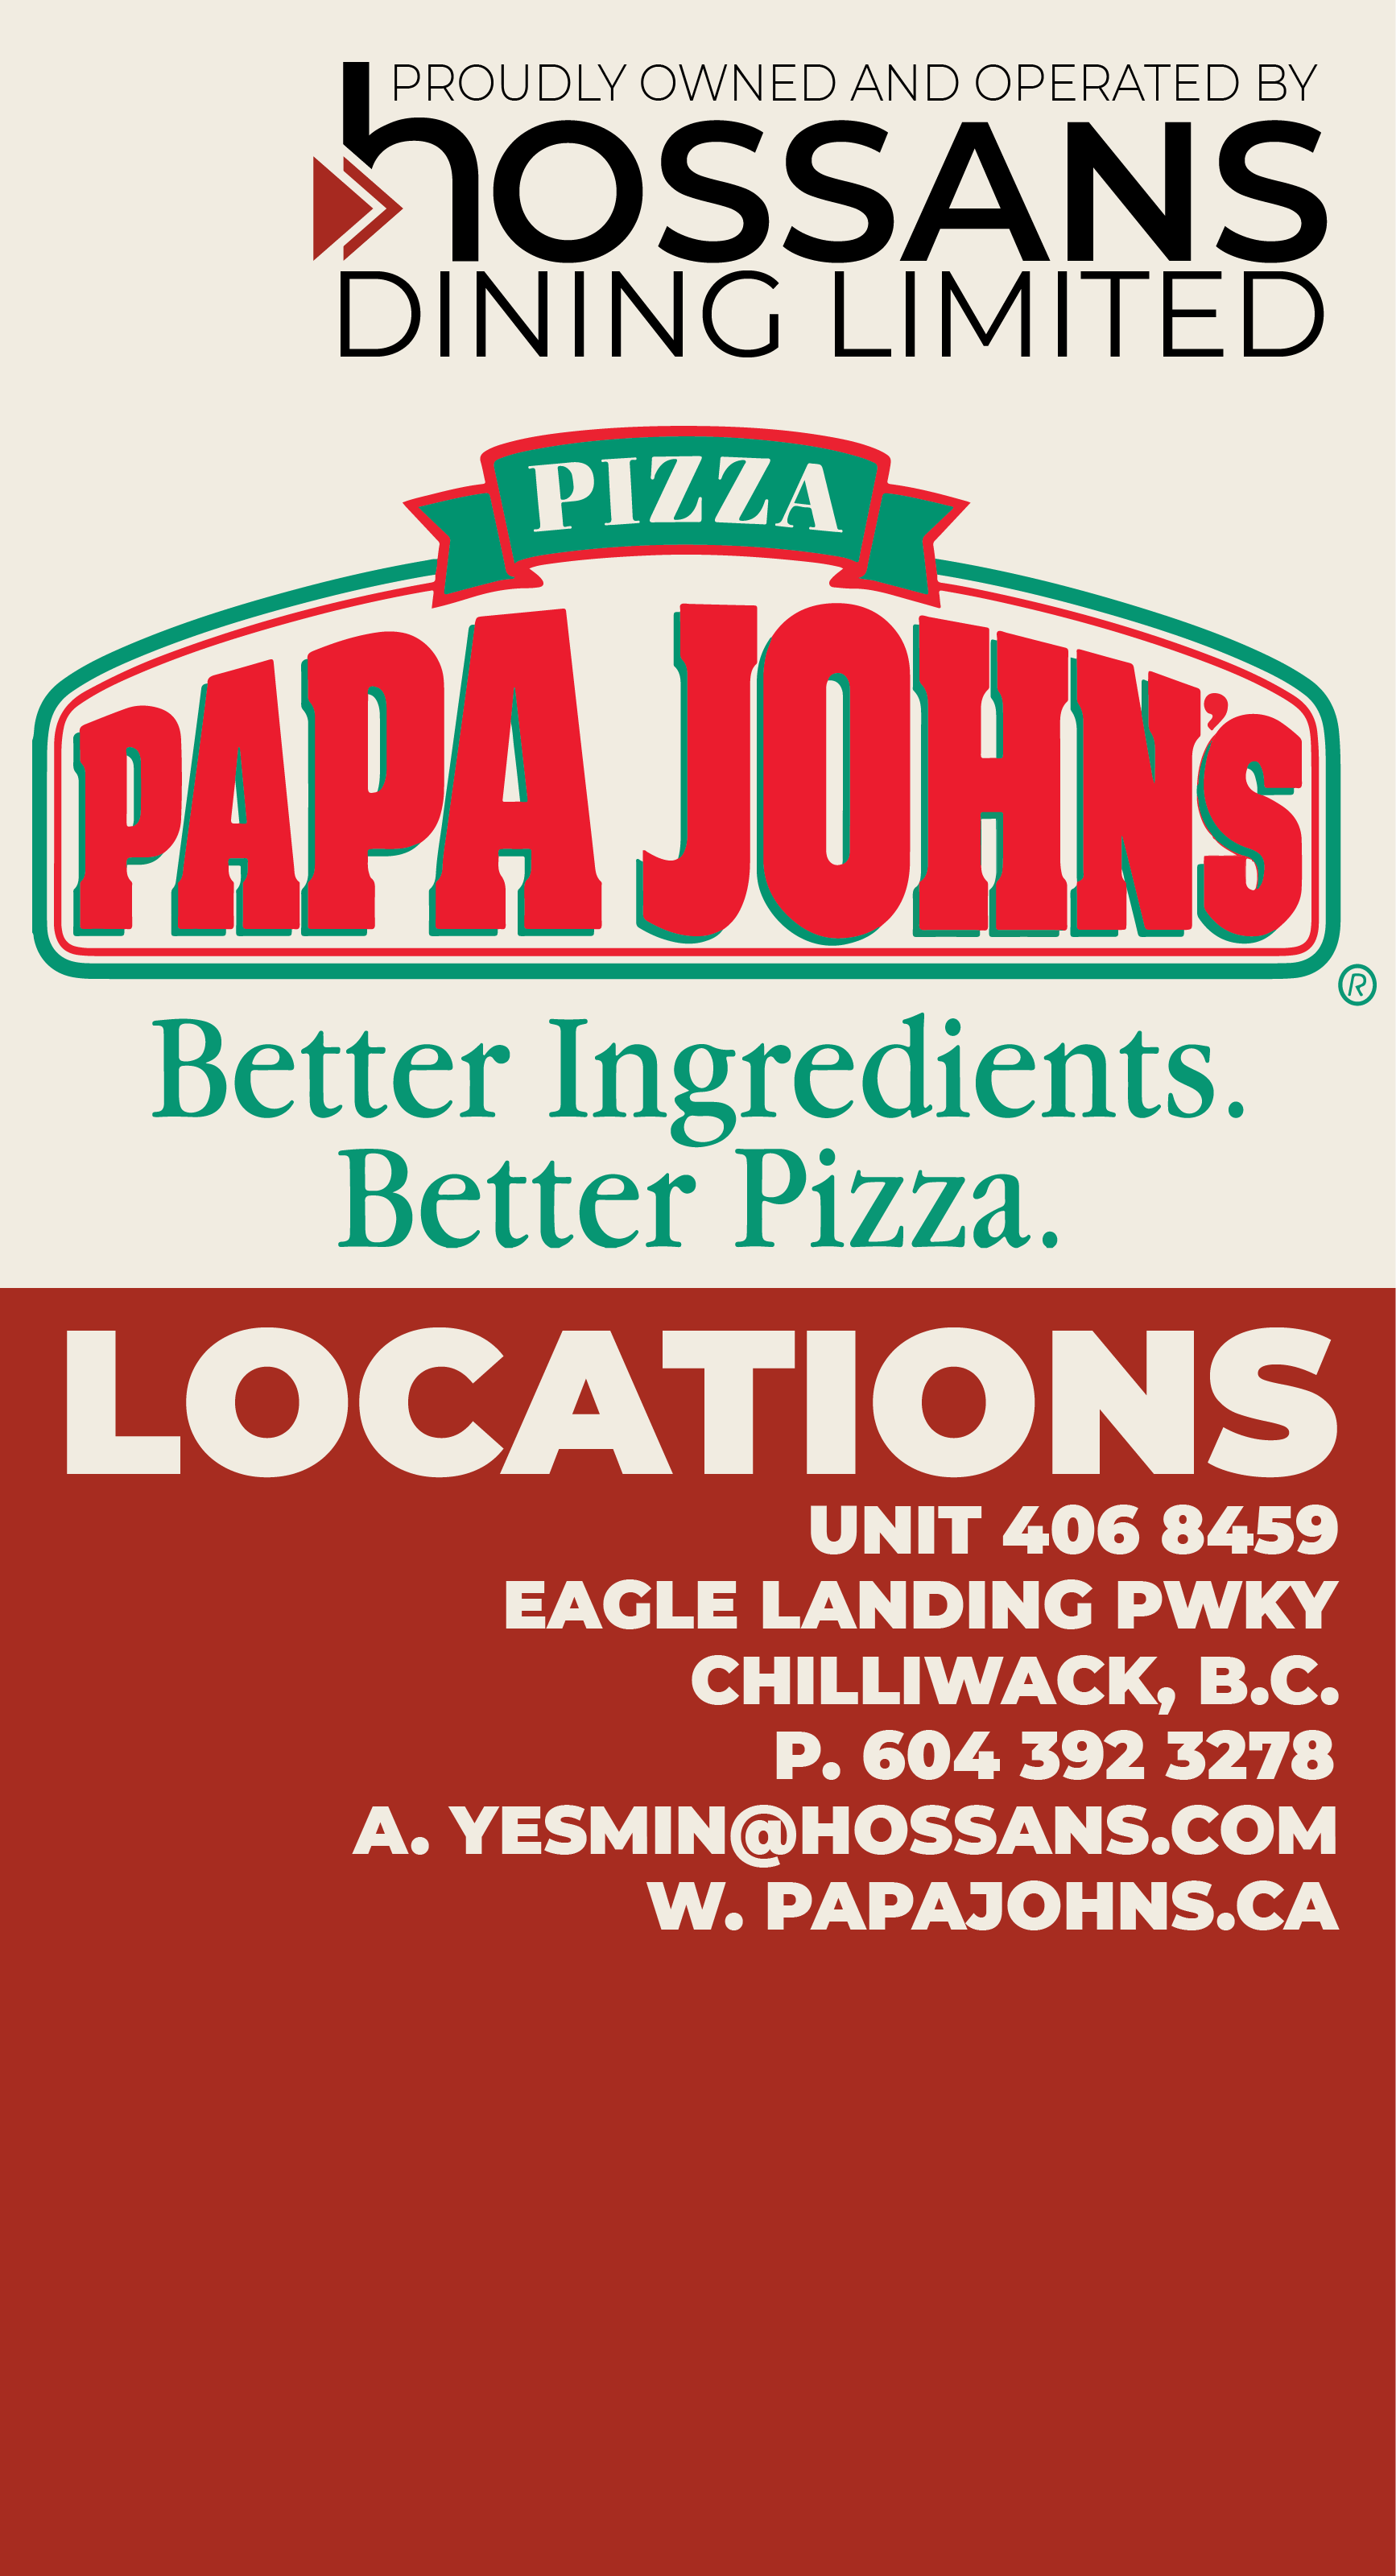 PROUDLY OWNED AND OPERATED BY
hOSSANS
DINING LIMITED
PIZZA
PAPA JOHN'S
®
Better Ingredients.
Better Pizza.
LOCATIONS
UNIT 406 8459
EAGLE LANDING PWKY
CHILLIWACK, B.C.
P. 604 392 3278
A. YESMIN@HOSSANS.COM
W. PAPAJOHNS.CA